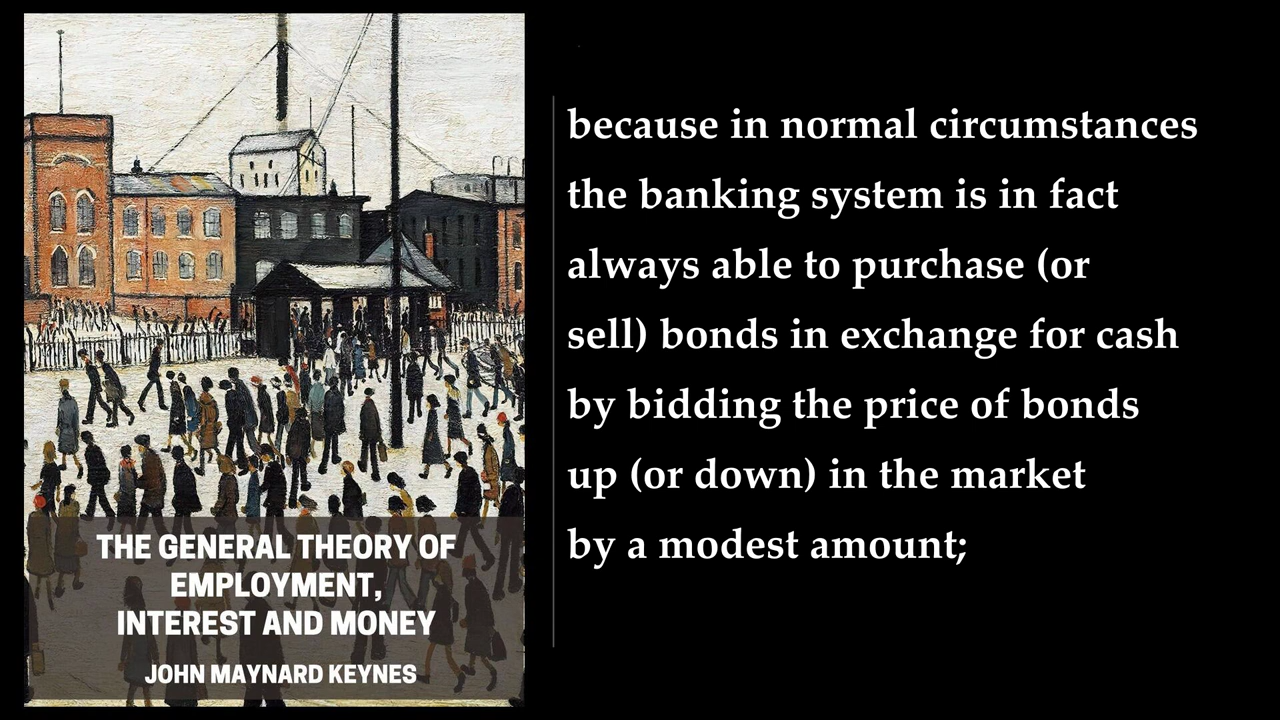 THE GENERAL THEORY OF
EMPLOYMENT,
INTEREST AND MONEY
JOHN MAYNARD KEYNES
because in normal circumstances
the banking system is in fact
always able to purchase (or
sell) bonds in exchange for cash
by bidding the price of bonds
up (or down) in the market
by a modest amount;